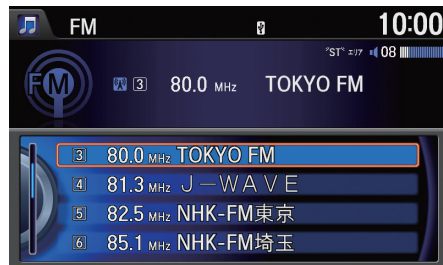 FM 10:00
"ST" エリア 08
FM 3 80.0 MHz TOKYO FM
3 80.0 MHz TOKYO FM
4 81.3 MHz J－WAVE
5 82.5 MHz NHK-FM東京
6 85.1 MHz NHK-FM埼玉